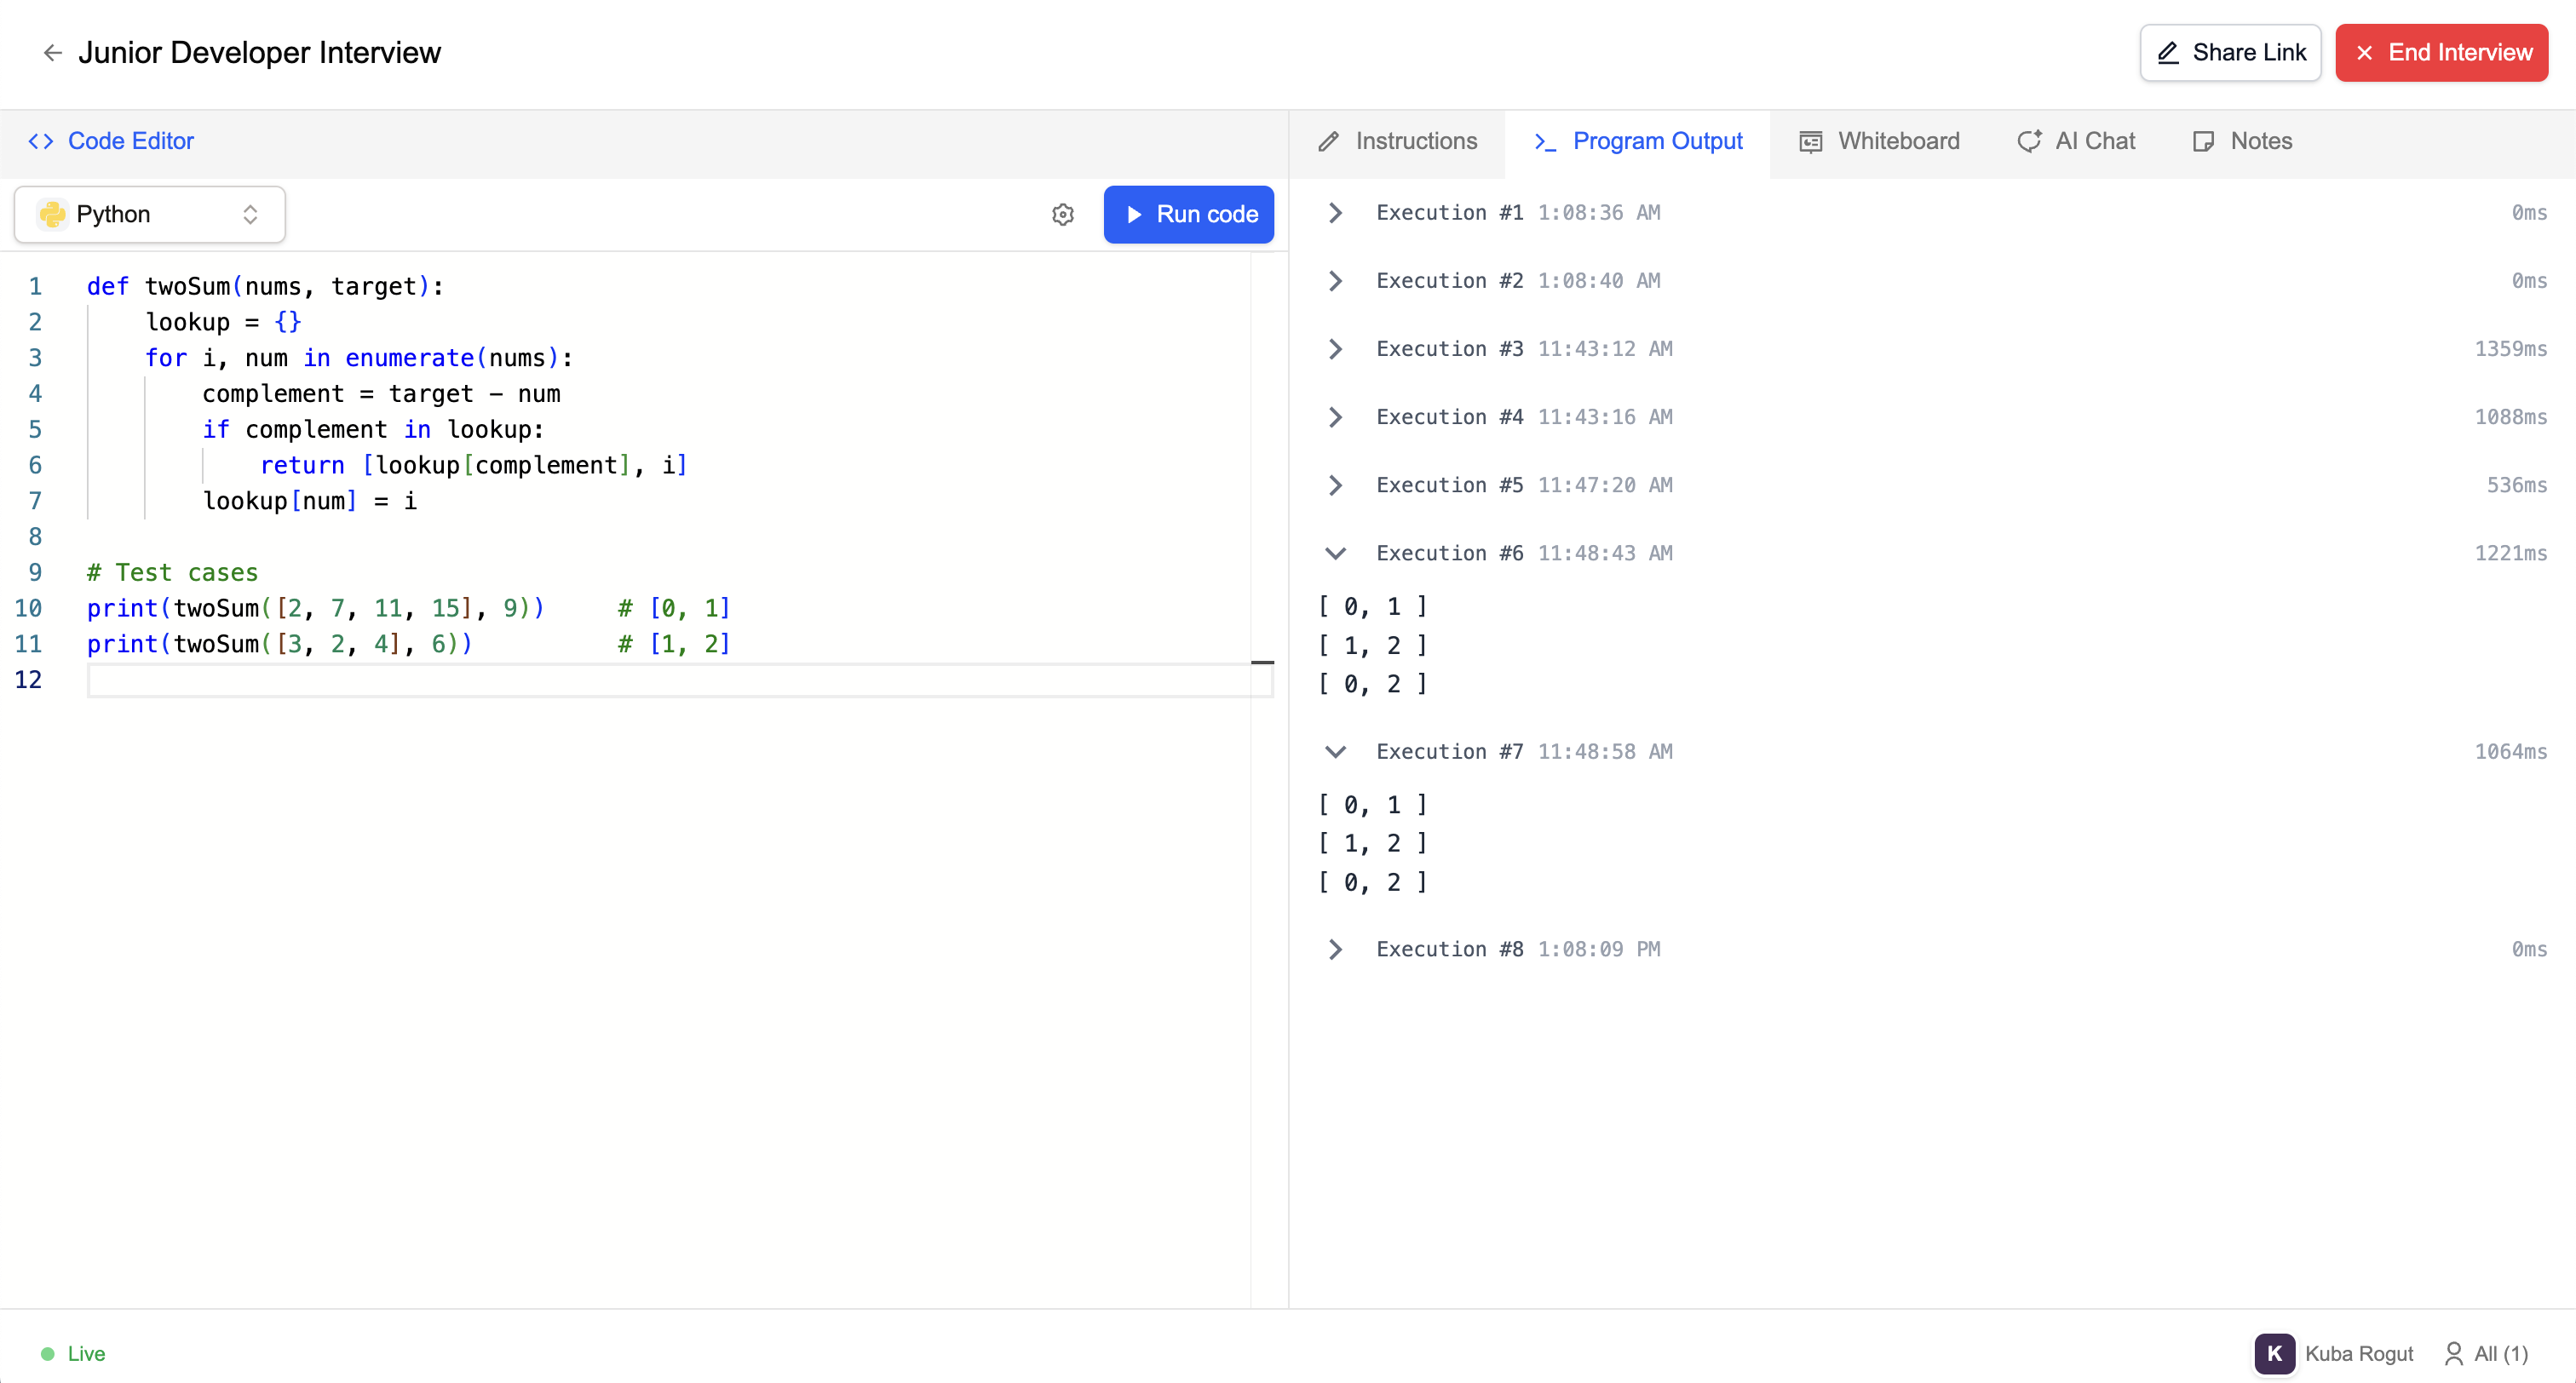 Junior Developer Interview
Share Link
End Interview
Code Editor
Instructions
Program Output
Whiteboard
AI Chat
Notes
Python
Run code
1 def twoSum(nums, target):
2     lookup = {}
3     for i, num in enumerate(nums):
4         complement = target - num
5         if complement in lookup:
6             return [lookup[complement], i]
7         lookup[num] = i
8
9 # Test cases
10 print(twoSum([2, 7, 11, 15], 9))     # [0, 1]
11 print(twoSum([3, 2, 4], 6))          # [1, 2]
12
Execution #1 1:08:36 AM 0ms
Execution #2 1:08:40 AM 0ms
Execution #3 11:43:12 AM 1359ms
Execution #4 11:43:16 AM 1088ms
Execution #5 11:47:20 AM 536ms
Execution #6 11:48:43 AM 1221ms
[ 0, 1 ]
[ 1, 2 ]
[ 0, 2 ]
Execution #7 11:48:58 AM 1064ms
[ 0, 1 ]
[ 1, 2 ]
[ 0, 2 ]
Execution #8 1:08:09 PM 0ms
Live
K Kuba Rogut
All (1)